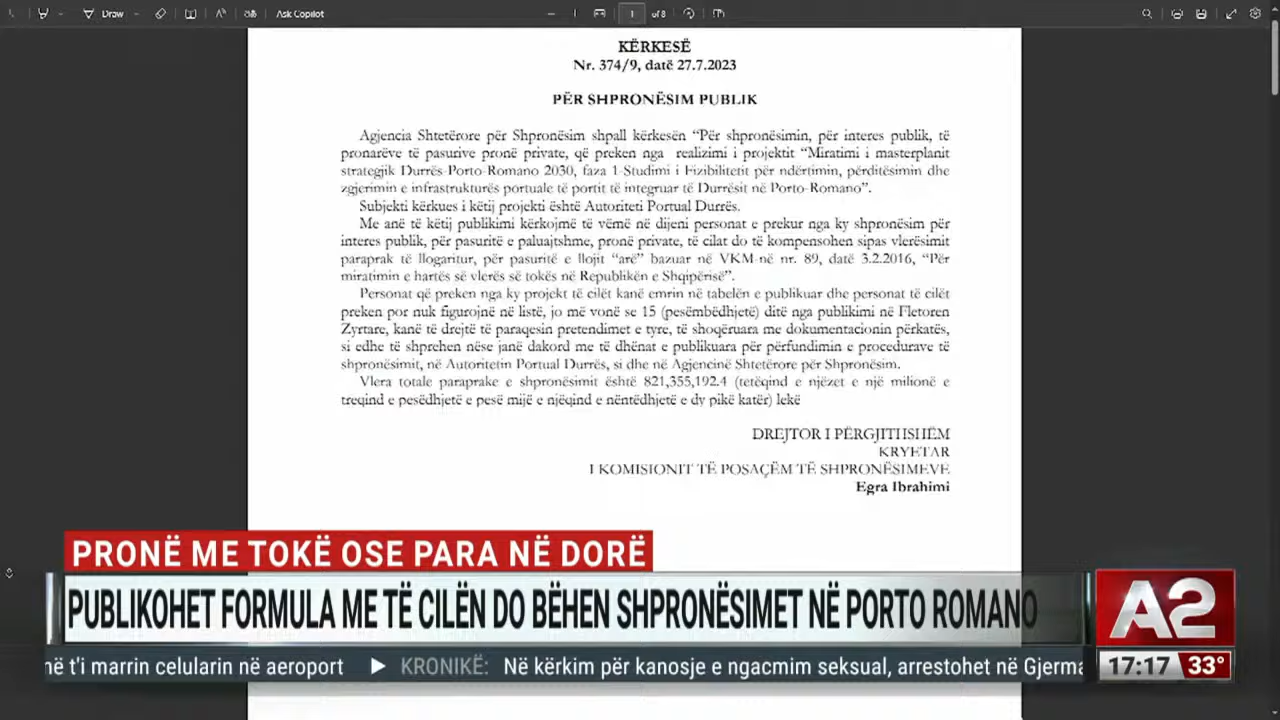 Draw
Ask Copilot
1 of 8
KËRKESË
Nr. 374/9, datë 27.7.2023
PËR SHPRONËSIM PUBLIK
Agjencia Shtetërore për Shpronësim shpall kërkesën “Për shpronësimin, për interes publik, të
pronarëve të pasurive pronë private, që preken nga realizimi i projektit “Miratimi i masterplanit
strategjik Durrës-Porto-Romano 2030, faza 1-Studimi i Fizibilitetit për ndërtimin, përditësimin dhe
zgjerimin e infrastrukturës portuale të portit të integruar të Durrësit në Porto-Romano”.
Subjekti kërkues i këtij projekti është Autoriteti Portual Durrës.
Me anë të këtij publikimi kërkojmë të vëmë në dijeni personat e prekur nga ky shpronësim për
interes publik, për pasuritë e paluajtshme, pronë private, të cilat do të kompensohen sipas vlerësimit
paraprak të llogaritur, për pasuritë e llojit “arë” bazuar në VKM-në nr. 89, datë 3.2.2016, “Për
miratimin e hartës së vlerës së tokës në Republikën e Shqipërisë”.
Personat që preken nga ky projekt të cilët kanë emrin në tabelën e publikuar dhe personat të cilët
preken por nuk figurojnë në listë, jo më vonë se 15 (pesëmbëdhjetë) ditë nga publikimi në Fletoren
Zyrtare, kanë të drejtë të paraqesin pretendimet e tyre, të shoqëruara me dokumentacionin përkatës,
si edhe të shprehen nëse janë dakord me të dhënat e publikuara për përfundimin e procedurave të
shpronësimit, në Autoritetin Portual Durrës, si dhe në Agjencinë Shtetërore për Shpronësim.
Vlera totale paraprake e shpronësimit është 821,355,192.4 (tetëqind e njëzet e një milionë e
treqind e pesëdhjetë e pesë mijë e njëqind e nëntëdhjetë e dy pikë katër) lekë
DREJTOR I PËRGJITHSHËM
KRYETAR
I KOMISIONIT TË POSAÇËM TË SHPRONËSIMEVE
Egra Ibrahimi
PRONË ME TOKË OSE PARA NË DORË
PUBLIKOHET FORMULA ME TË CILËN DO BËHEN SHPRONËSIMET NË PORTO ROMANO
A2
në t'i marrin celularin në aeroport ▶ KRONIKË: Në kërkim për kanosje e ngacmim seksual, arrestohet në Gjerma
17:17 33°